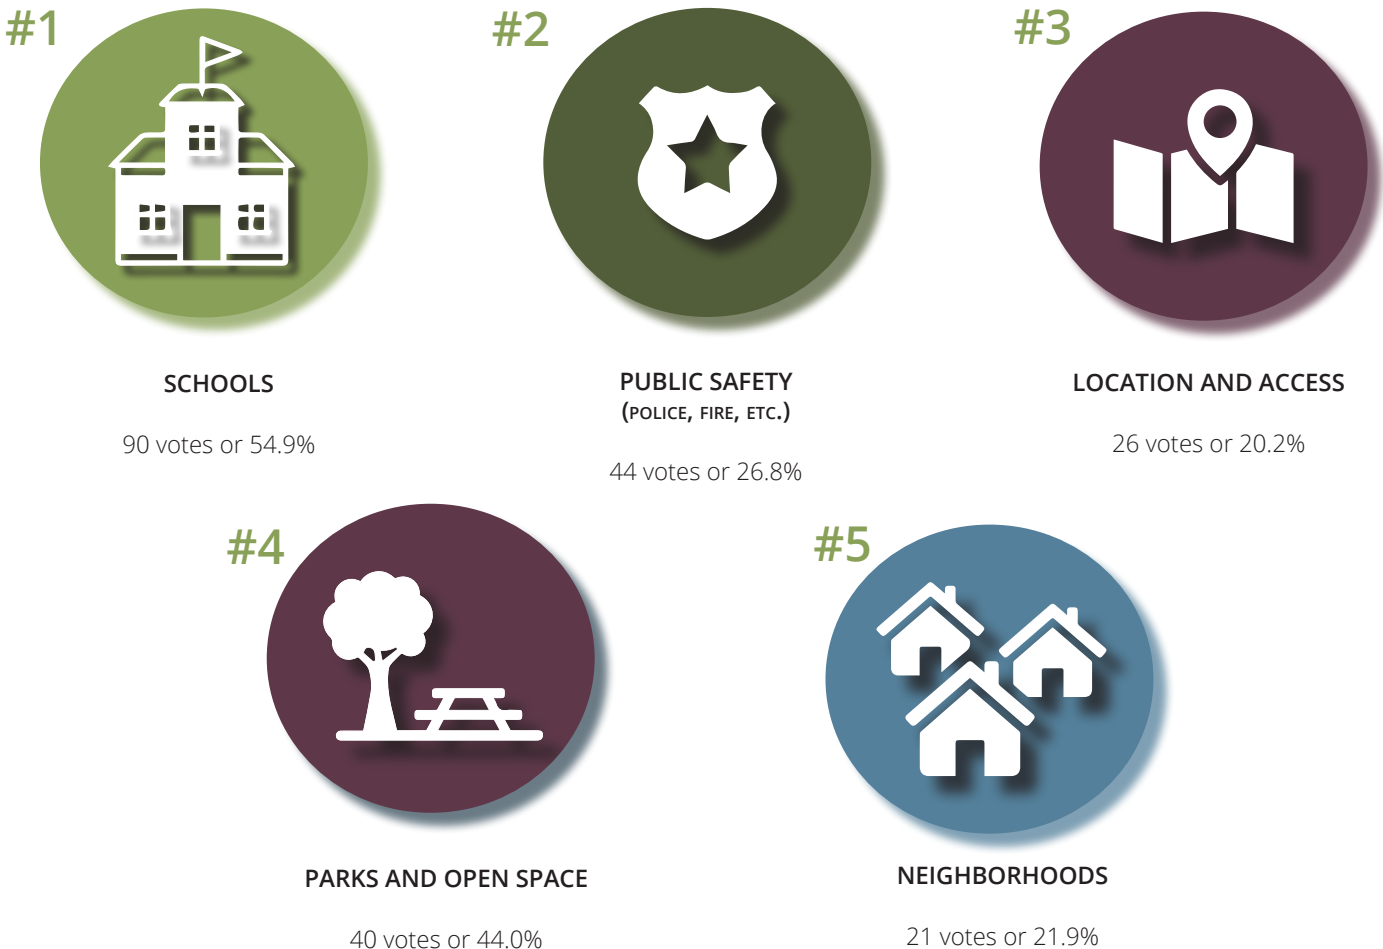 #1
SCHOOLS
90 votes or 54.9%
#2
PUBLIC SAFETY
(POLICE, FIRE, ETC.)
44 votes or 26.8%
#3
LOCATION AND ACCESS
26 votes or 20.2%
#4
PARKS AND OPEN SPACE
40 votes or 44.0%
#5
NEIGHBORHOODS
21 votes or 21.9%